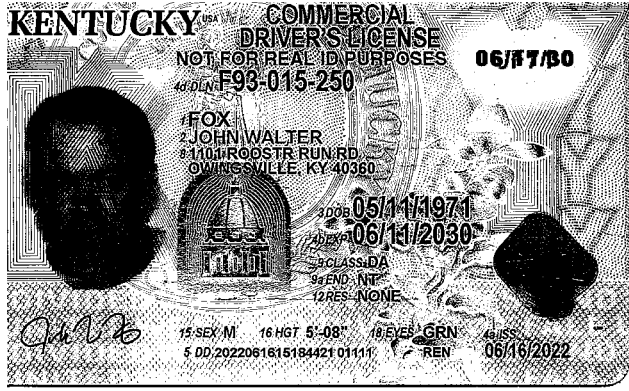 KENTUCKY USA
COMMERCIAL
DRIVER'S LICENSE
NOT FOR REAL ID PURPOSES
4d DLN F93-015-250
1 FOX
2 JOHN WALTER
8 1101 ROOSTR RUN RD
OWINGSVILLE, KY 40360
3 DOB 05/11/1971
4b EXP 06/11/2030
9 CLASS DA
9a END NT
12 RES NONE
15 SEX M 16 HGT 5'-08" 18 EYES GRN 4a ISS
5 DD 2022061615184421 01111 REN 06/16/2022